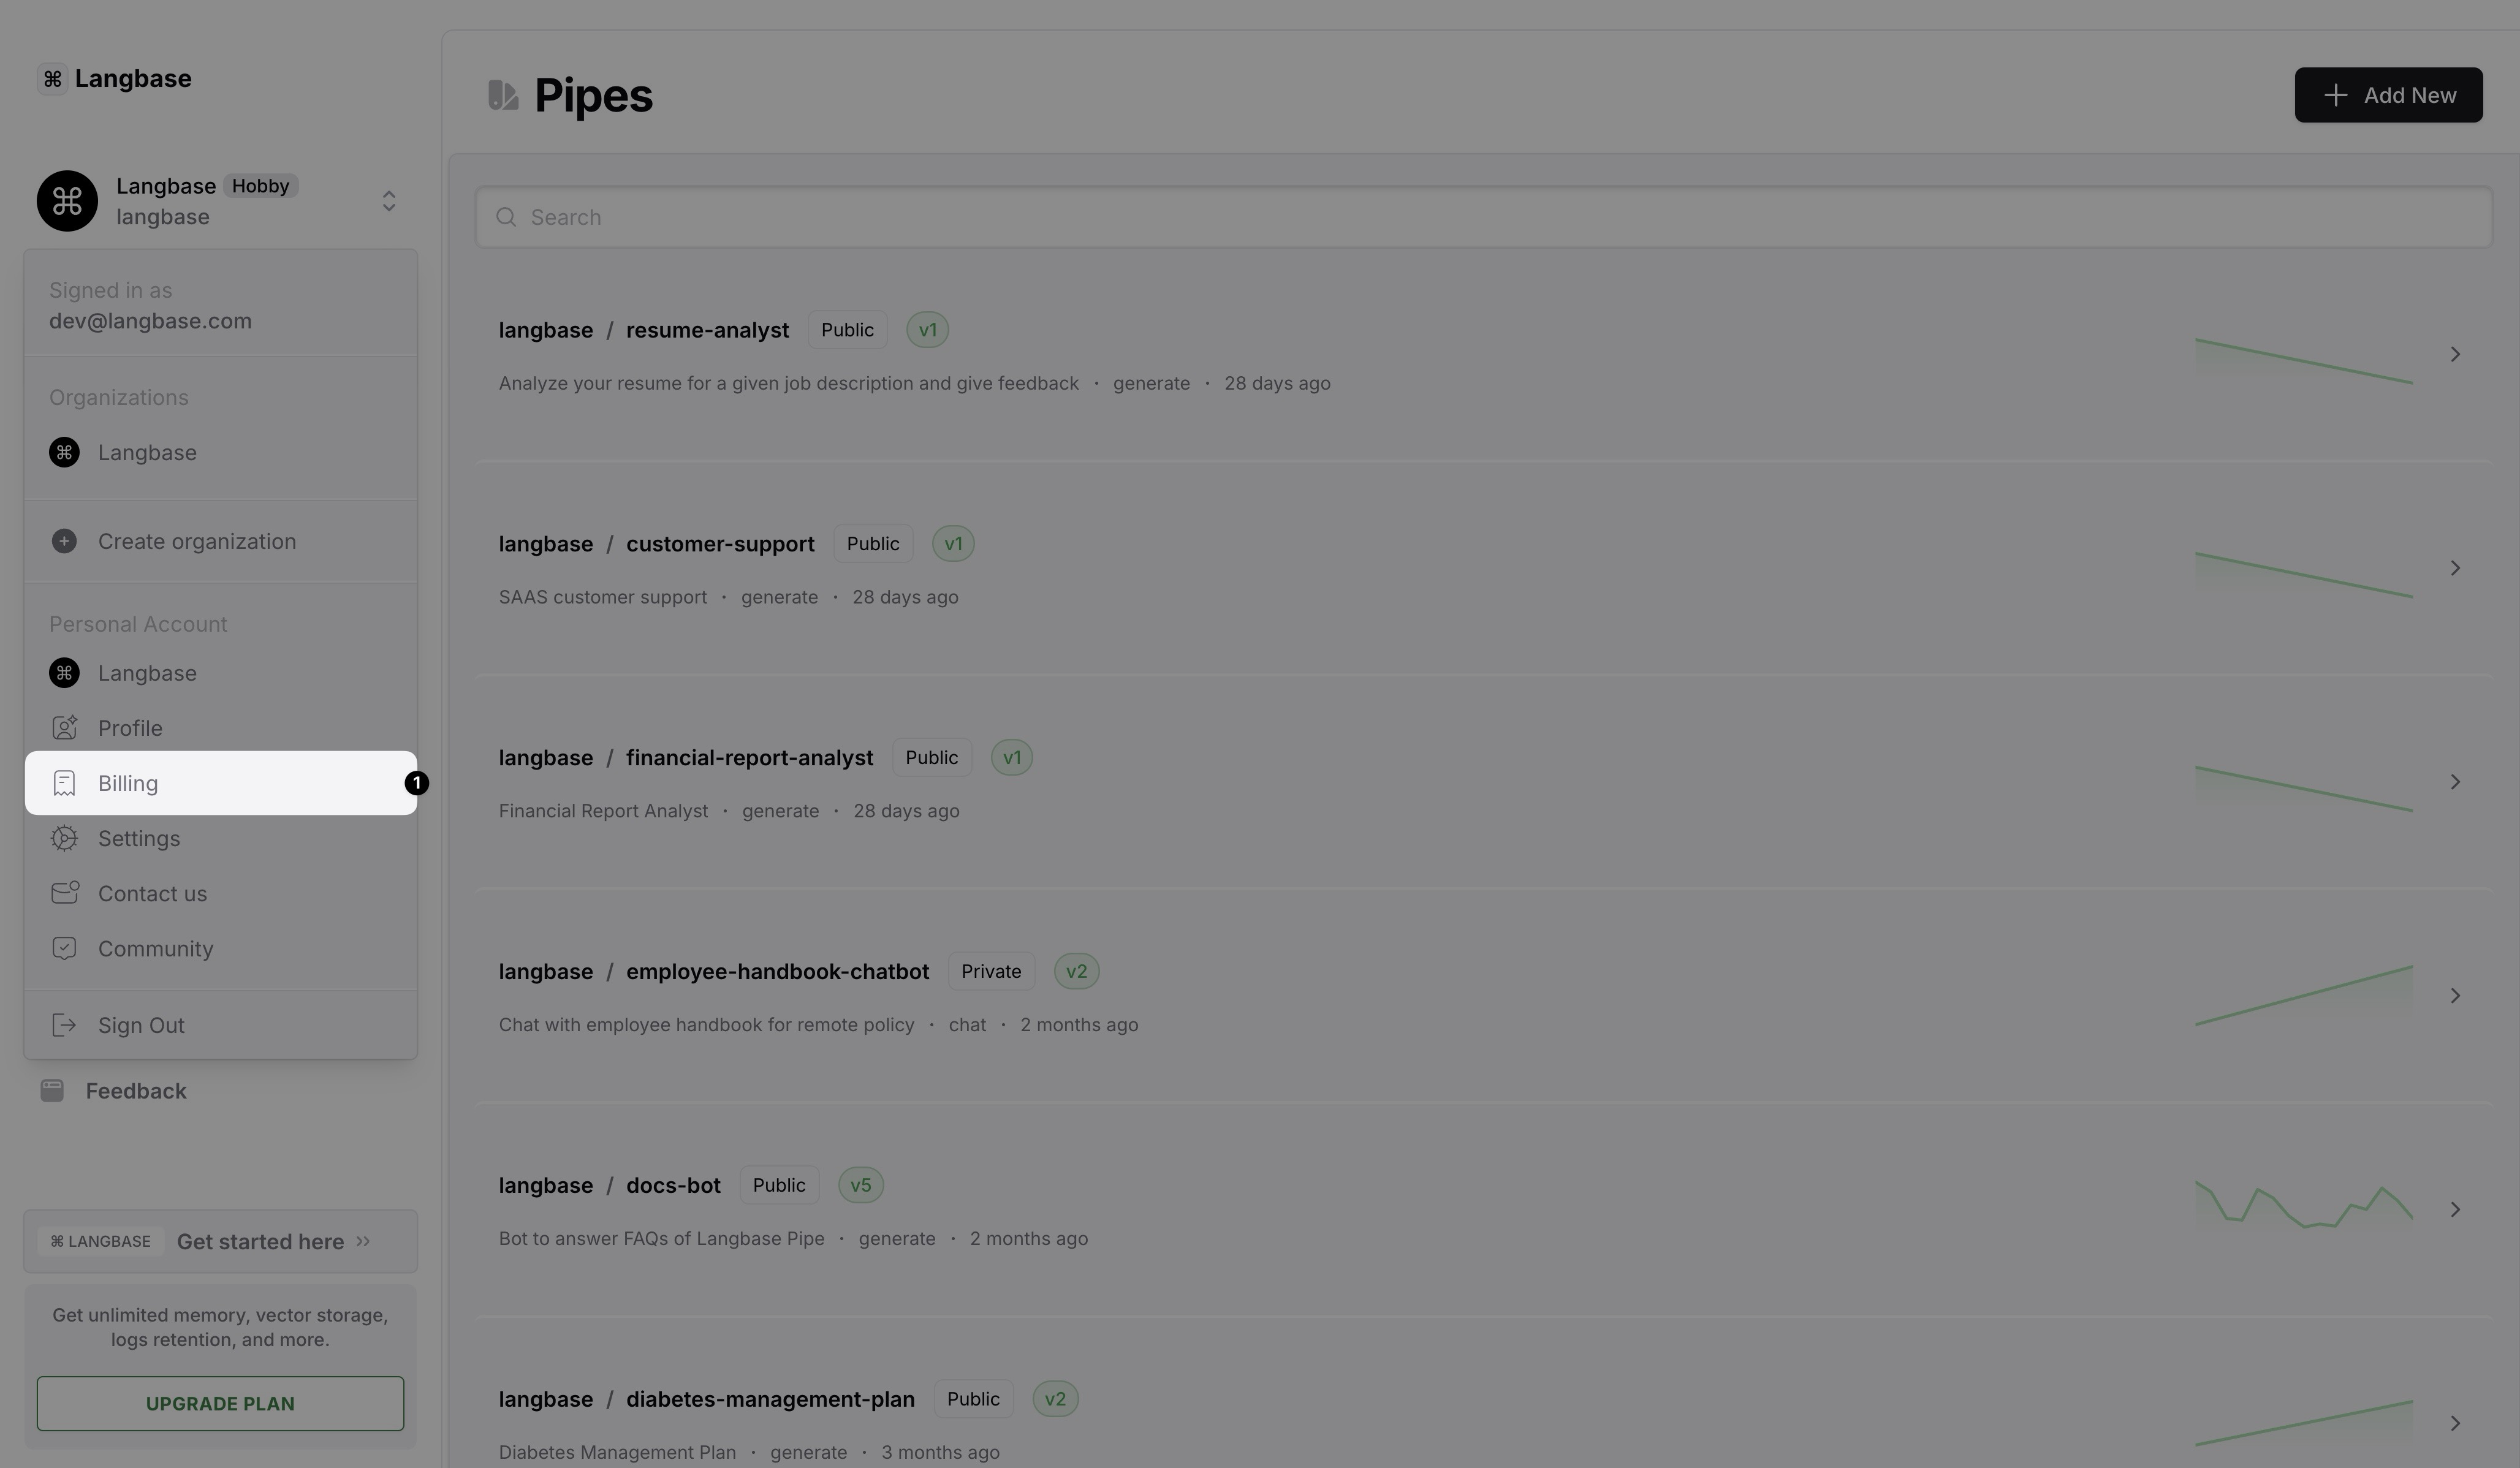 ⌘ Langbase
Langbase Hobby
langbase
Signed in as
dev@langbase.com
Organizations
Langbase
Create organization
Personal Account
Langbase
Profile
Billing 1
Settings
Contact us
Community
Sign Out
Feedback
⌘ LANGBASE Get started here >>
Get unlimited memory, vector storage,
logs retention, and more.
UPGRADE PLAN
Pipes
+ Add New
Search
langbase / resume-analyst Public v1
Analyze your resume for a given job description and give feedback · generate · 28 days ago
langbase / customer-support Public v1
SAAS customer support · generate · 28 days ago
langbase / financial-report-analyst Public v1
Financial Report Analyst · generate · 28 days ago
langbase / employee-handbook-chatbot Private v2
Chat with employee handbook for remote policy · chat · 2 months ago
langbase / docs-bot Public v5
Bot to answer FAQs of Langbase Pipe · generate · 2 months ago
langbase / diabetes-management-plan Public v2
Diabetes Management Plan · generate · 3 months ago